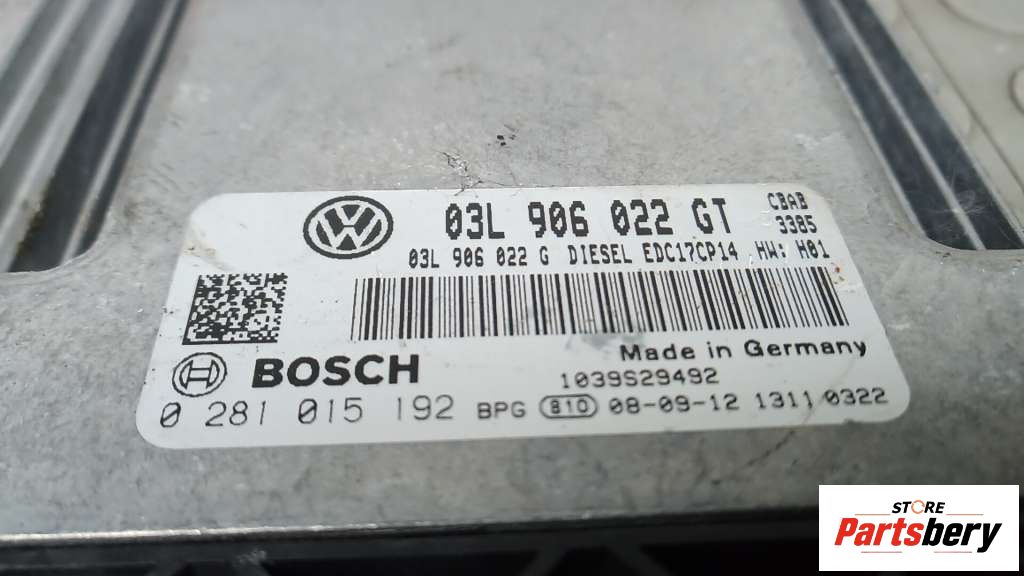 03L 906 022 GT CBAB
3385
03L 906 022 G DIESEL EDC17CP14 HW: H01
Made in Germany
BOSCH 1039S29492
0 281 015 192 BPG 810 08-09-12 1311 0322
STORE
Partsbery